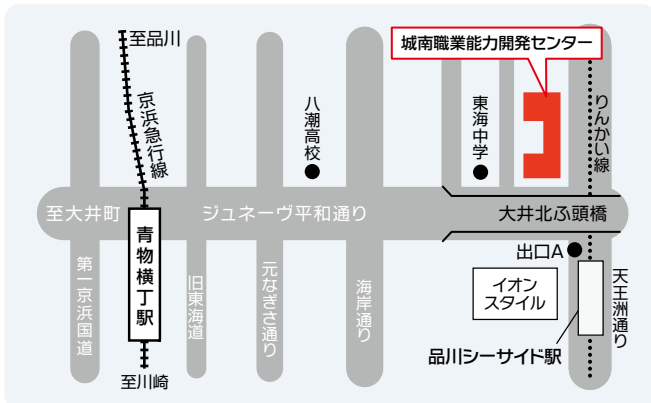 至品川
城南職業能力開発センター
京浜急行線
八潮高校
東海中学
りんかい線
至大井町
ジュネーヴ平和通り
大井北ふ頭橋
青物横丁駅
出口A
第一京浜国道
旧東海道
元なぎさ通り
海岸通り
イオン
スタイル
天王洲通り
品川シーサイド駅
至川崎